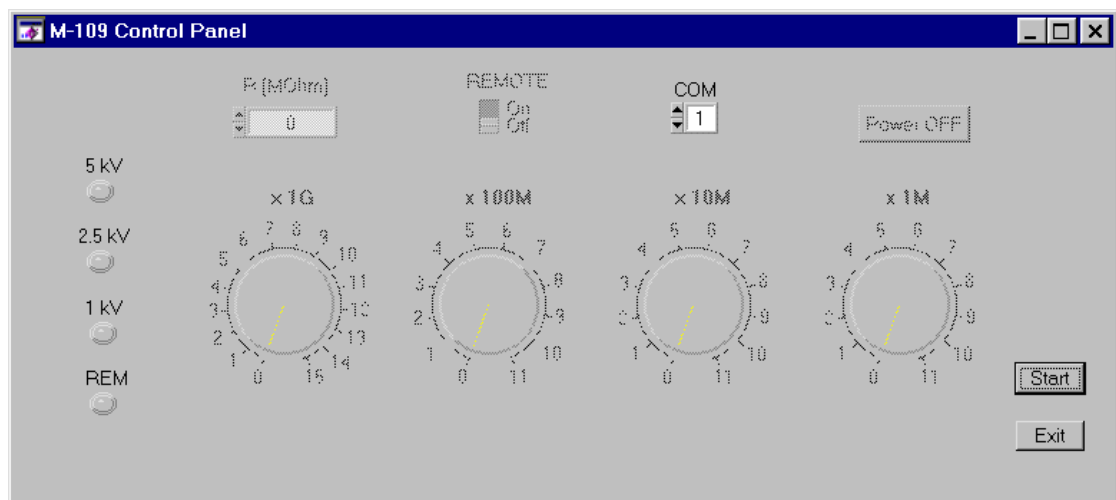 M-109 Control Panel
R (MOhm)
0
REMOTE
On
Off
COM
1
Power OFF
5 kV
2.5 kV
1 kV
REM
x 1G
0 1 2 3 4 5 6 7 8 9 10 11 12 13 14 15
x 100M
0 1 2 3 4 5 6 7 8 9 10 11
x 10M
0 1 2 3 4 5 6 7 8 9 10 11
x 1M
0 1 2 3 4 5 6 7 8 9 10 11
Start
Exit